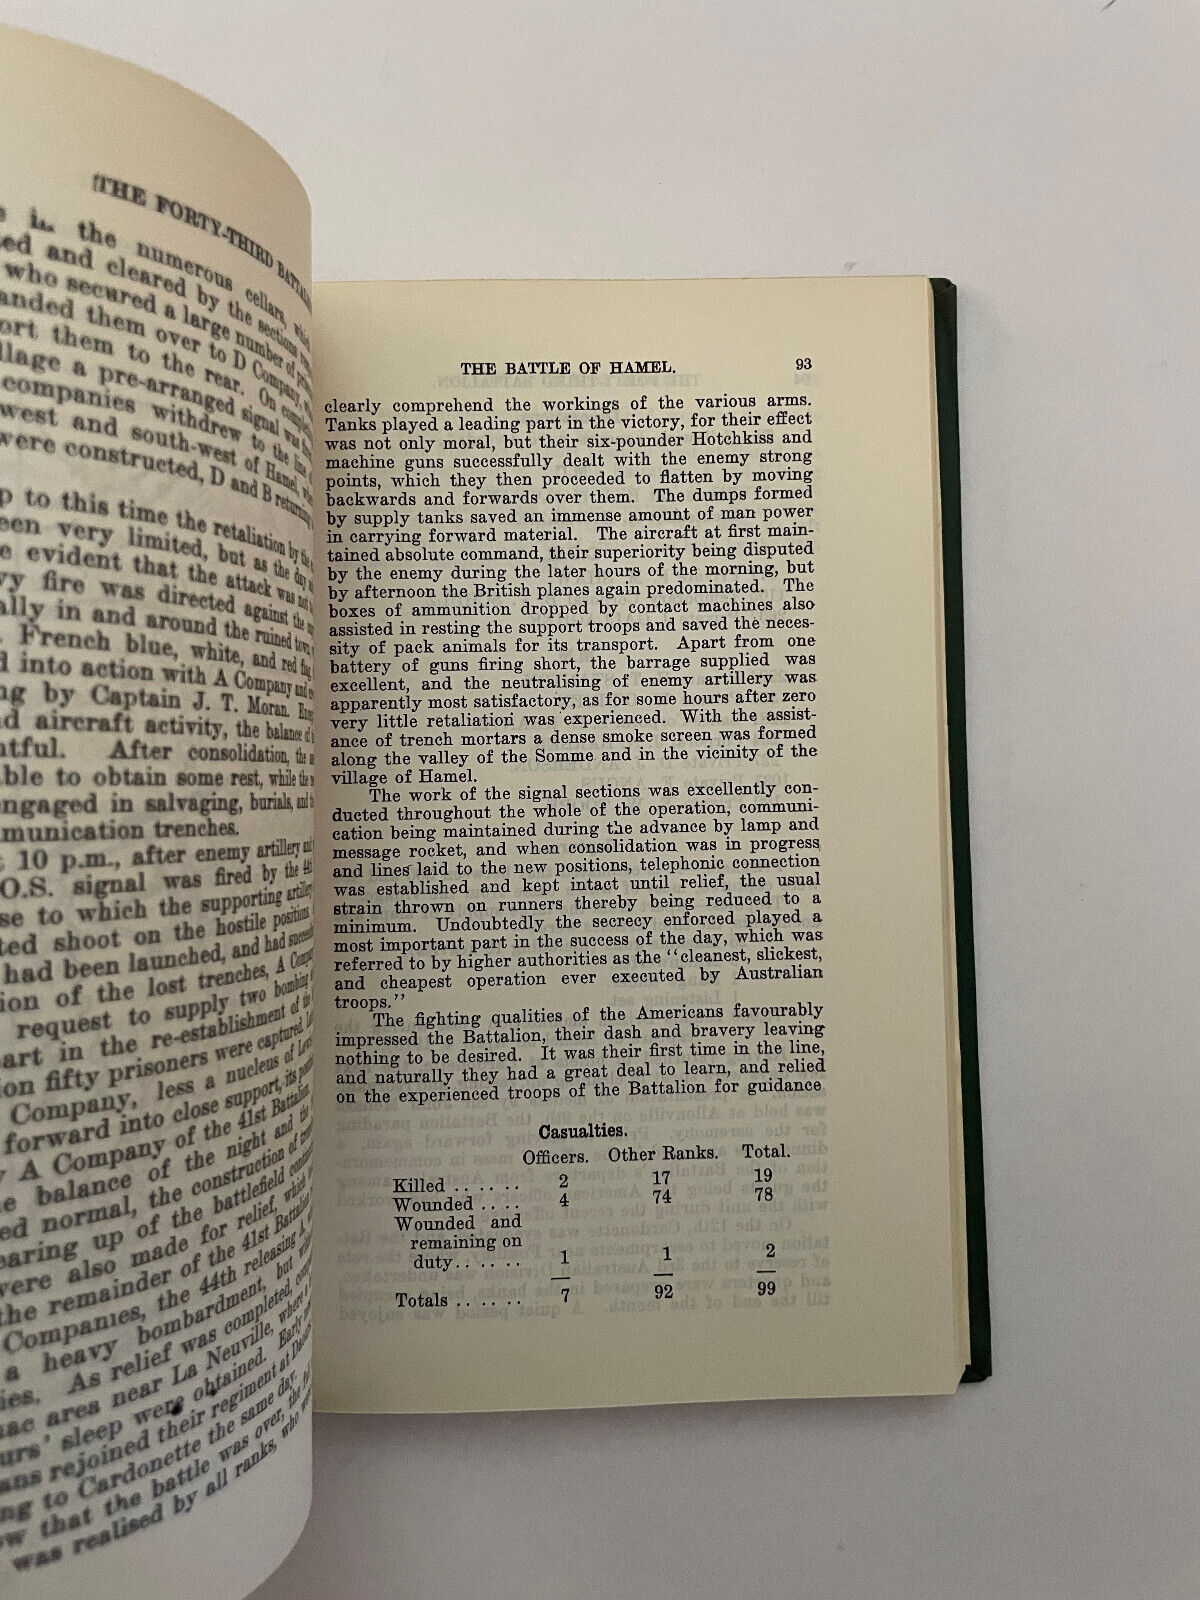 THE FORTY-THIRD BATTALION
in the numerous cellars, which
ed and cleared by the sections
who secured a large number of
anded them over to D Company,
ort them to the rear. On
llage a pre-arranged signal was
companies withdrew to the line
west and south-west of Hamel,
were constructed, D and B returning
p to this time the retaliation by the
een very limited, but as the day
e evident that the attack was not
vy fire was directed against the
ally in and around the ruined town,
. French blue, white, and red flag
d into action with A Company and
ng by Captain J. T. Moran.
nd aircraft activity, the balance of
htful. After consolidation, the
able to obtain some rest, while the
ngaged in salvaging, burials, and
mmunication trenches.
t 10 p.m., after enemy artillery
O.S. signal was fired by the 44th
se to which the supporting artillery
ted shoot on the hostile positions
had been launched, and had
ion of the lost trenches, A
request to supply two bombing
art in the re-establishment of the
ion fifty prisoners were captured.
Company, less a nucleus of
forward into close support, its
y A Company of the 41st Battalion.
e balance of the night and the
ed normal, the construction of
earing up of the battlefield
were also made for relief, which
the remainder of the 41st Battalion
Companies, the 44th releasing A,
a heavy bombardment, but
ies. As relief was completed,
ac area near La Neuville, where
urs' sleep were obtained. Early
ans rejoined their regiment at
ng to Cardonette the same day.
ow that the battle was over, the
was realised by all ranks, who
THE BATTLE OF HAMEL. 93
clearly comprehend the workings of the various arms.
Tanks played a leading part in the victory, for their effect
was not only moral, but their six-pounder Hotchkiss and
machine guns successfully dealt with the enemy strong
points, which they then proceeded to flatten by moving
backwards and forwards over them. The dumps formed
by supply tanks saved an immense amount of man power
in carrying forward material. The aircraft at first main-
tained absolute command, their superiority being disputed
by the enemy during the later hours of the morning, but
by afternoon the British planes again predominated. The
boxes of ammunition dropped by contact machines also
assisted in resting the support troops and saved the neces-
sity of pack animals for its transport. Apart from one
battery of guns firing short, the barrage supplied was
excellent, and the neutralising of enemy artillery was
apparently most satisfactory, as for some hours after zero
very little retaliation was experienced. With the assist-
ance of trench mortars a dense smoke screen was formed
along the valley of the Somme and in the vicinity of the
village of Hamel.
The work of the signal sections was excellently con-
ducted throughout the whole of the operation, communi-
cation being maintained during the advance by lamp and
message rocket, and when consolidation was in progress
and lines laid to the new positions, telephonic connection
was established and kept intact until relief, the usual
strain thrown on runners thereby being reduced to a
minimum. Undoubtedly the secrecy enforced played a
most important part in the success of the day, which was
referred to by higher authorities as the "cleanest, slickest,
and cheapest operation ever executed by Australian
troops."
The fighting qualities of the Americans favourably
impressed the Battalion, their dash and bravery leaving
nothing to be desired. It was their first time in the line,
and naturally they had a great deal to learn, and relied
on the experienced troops of the Battalion for guidance
Casualties.
Officers. Other Ranks. Total.
Killed . . . . . . 2 17 19
Wounded . . . . 4 74 78
Wounded and
remaining on
duty . . . . . . 1 1 2
Totals . . . . . . 7 92 99